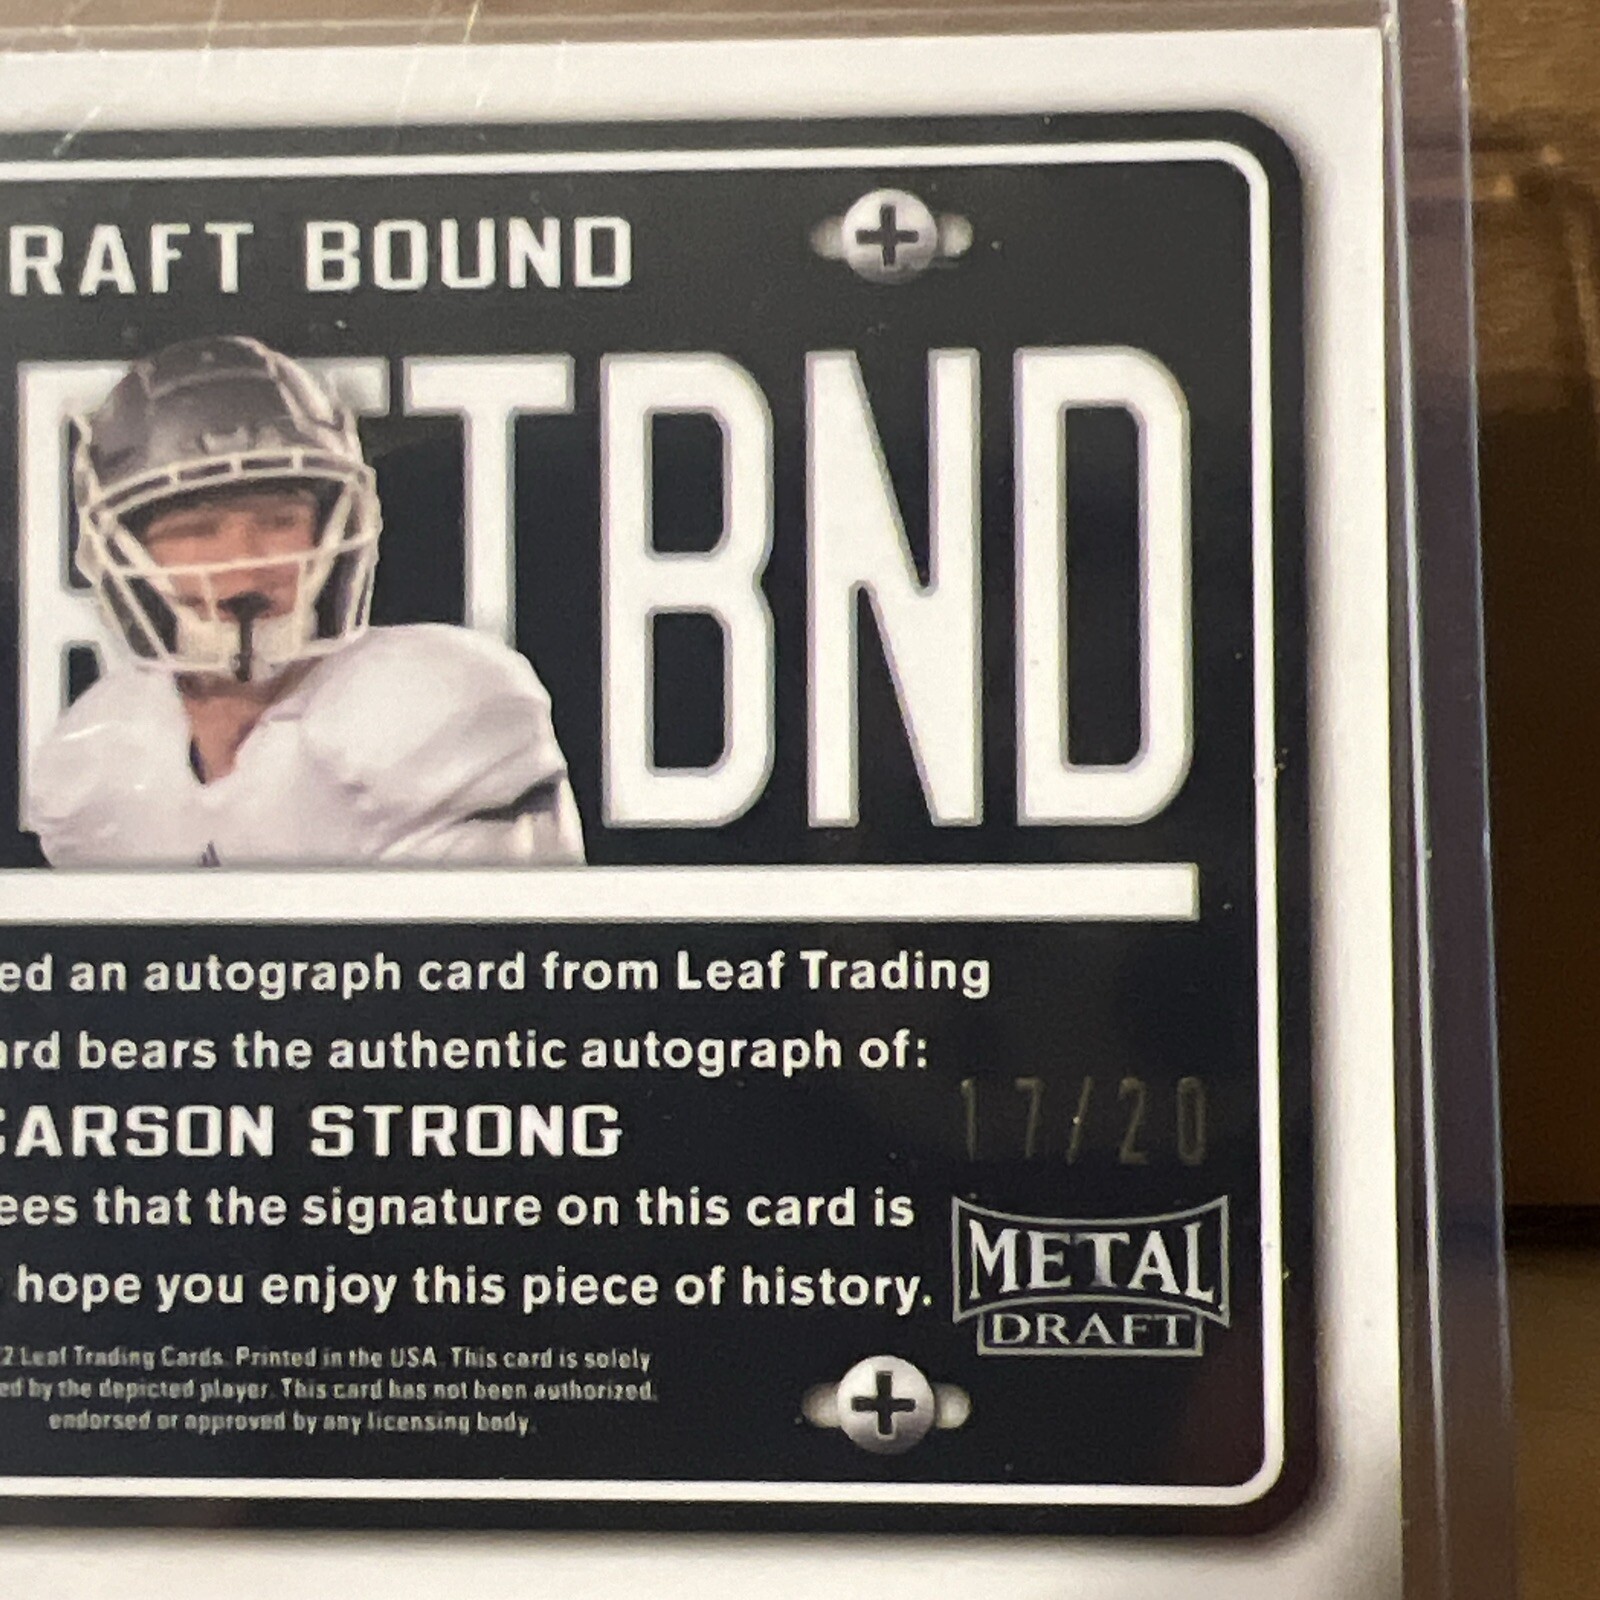 RAFT BOUND
TBND
ed an autograph card from Leaf Trading
ard bears the authentic autograph of:
CARSON STRONG
17/20
ees that the signature on this card is
hope you enjoy this piece of history.
METAL
DRAFT
2 Leaf Trading Cards. Printed in the USA. This card is solely
ed by the depicted player. This card has not been authorized,
endorsed or approved by any licensing body.